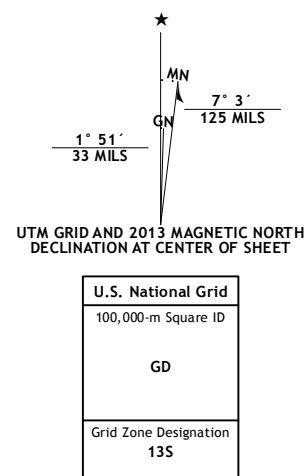 ★
MN
7° 3´
125 MILS
GN
1° 51´
33 MILS
UTM GRID AND 2013 MAGNETIC NORTH
DECLINATION AT CENTER OF SHEET
U.S. National Grid
100,000-m Square ID
GD
Grid Zone Designation
13S